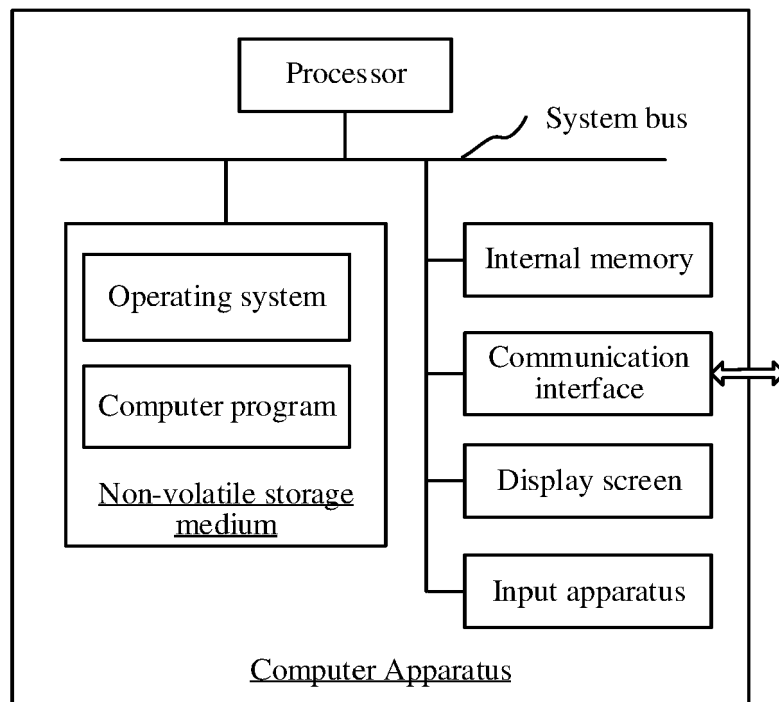 Processor
System bus
Operating system
Computer program
Non-volatile storage
medium
Internal memory
Communication
interface
Display screen
Input apparatus
Computer Apparatus